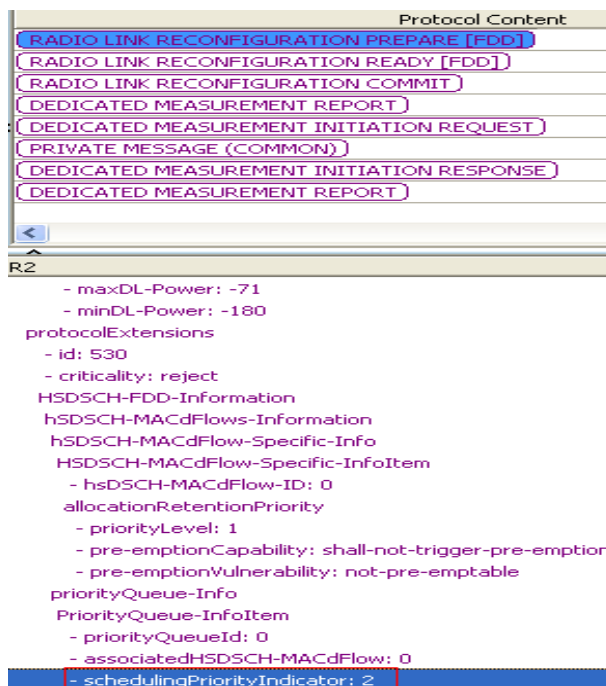 Protocol Content
RADIO LINK RECONFIGURATION PREPARE [FDD]
RADIO LINK RECONFIGURATION READY [FDD]
RADIO LINK RECONFIGURATION COMMIT
DEDICATED MEASUREMENT REPORT
DEDICATED MEASUREMENT INITIATION REQUEST
PRIVATE MESSAGE (COMMON)
DEDICATED MEASUREMENT INITIATION RESPONSE
DEDICATED MEASUREMENT REPORT
R2
- maxDL-Power: -71
- minDL-Power: -180
protocolExtensions
- id: 530
- criticality: reject
HSDSCH-FDD-Information
hSDSCH-MACdFlows-Information
hSDSCH-MACdFlow-Specific-Info
HSDSCH-MACdFlow-Specific-InfoItem
- hsDSCH-MACdFlow-ID: 0
allocationRetentionPriority
- priorityLevel: 1
- pre-emptionCapability: shall-not-trigger-pre-emption
- pre-emptionVulnerability: not-pre-emptable
priorityQueue-Info
PriorityQueue-InfoItem
- priorityQueueId: 0
- associatedHSDSCH-MACdFlow: 0
- schedulingPriorityIndicator: 2